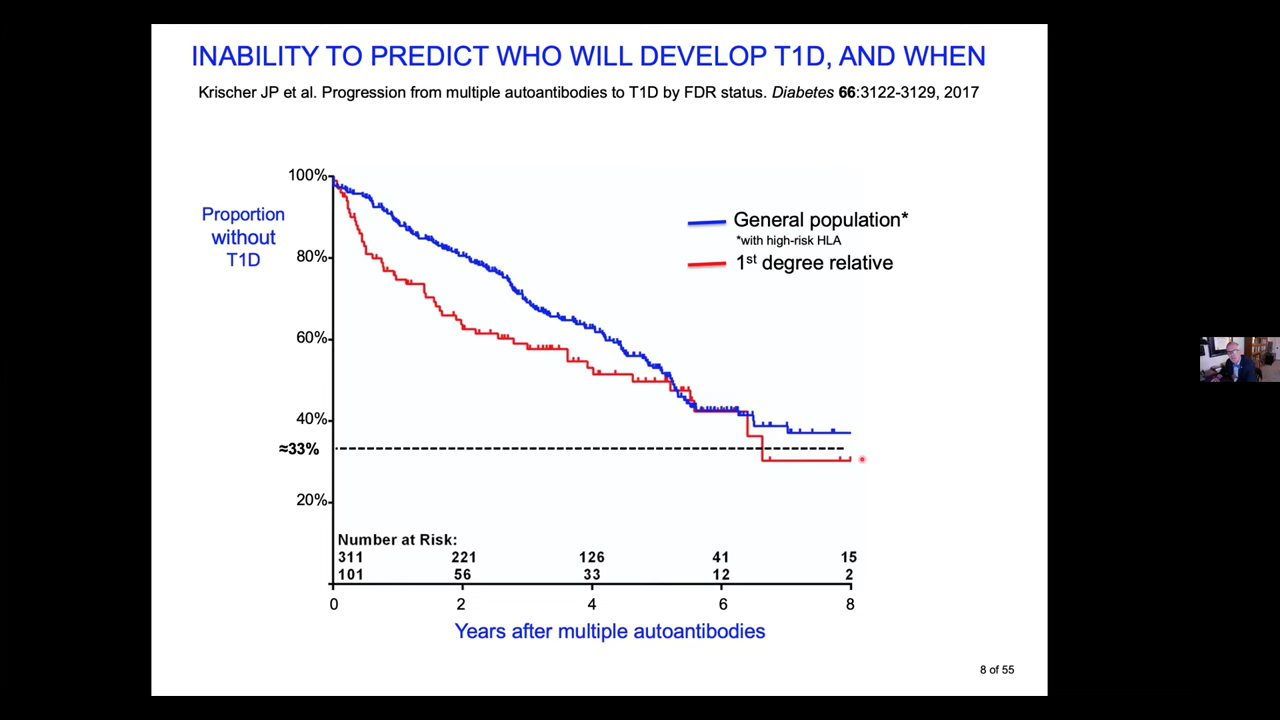 INABILITY TO PREDICT WHO WILL DEVELOP T1D, AND WHEN
Krischer JP et al. Progression from multiple autoantibodies to T1D by FDR status. Diabetes 66:3122-3129, 2017
100%
Proportion
without
T1D
80%
60%
40%
≈33%
20%
General population*
*with high-risk HLA
1st degree relative
Number at Risk:
311 221 126 41 15
101 56 33 12 2
0 2 4 6 8
Years after multiple autoantibodies
8 of 55